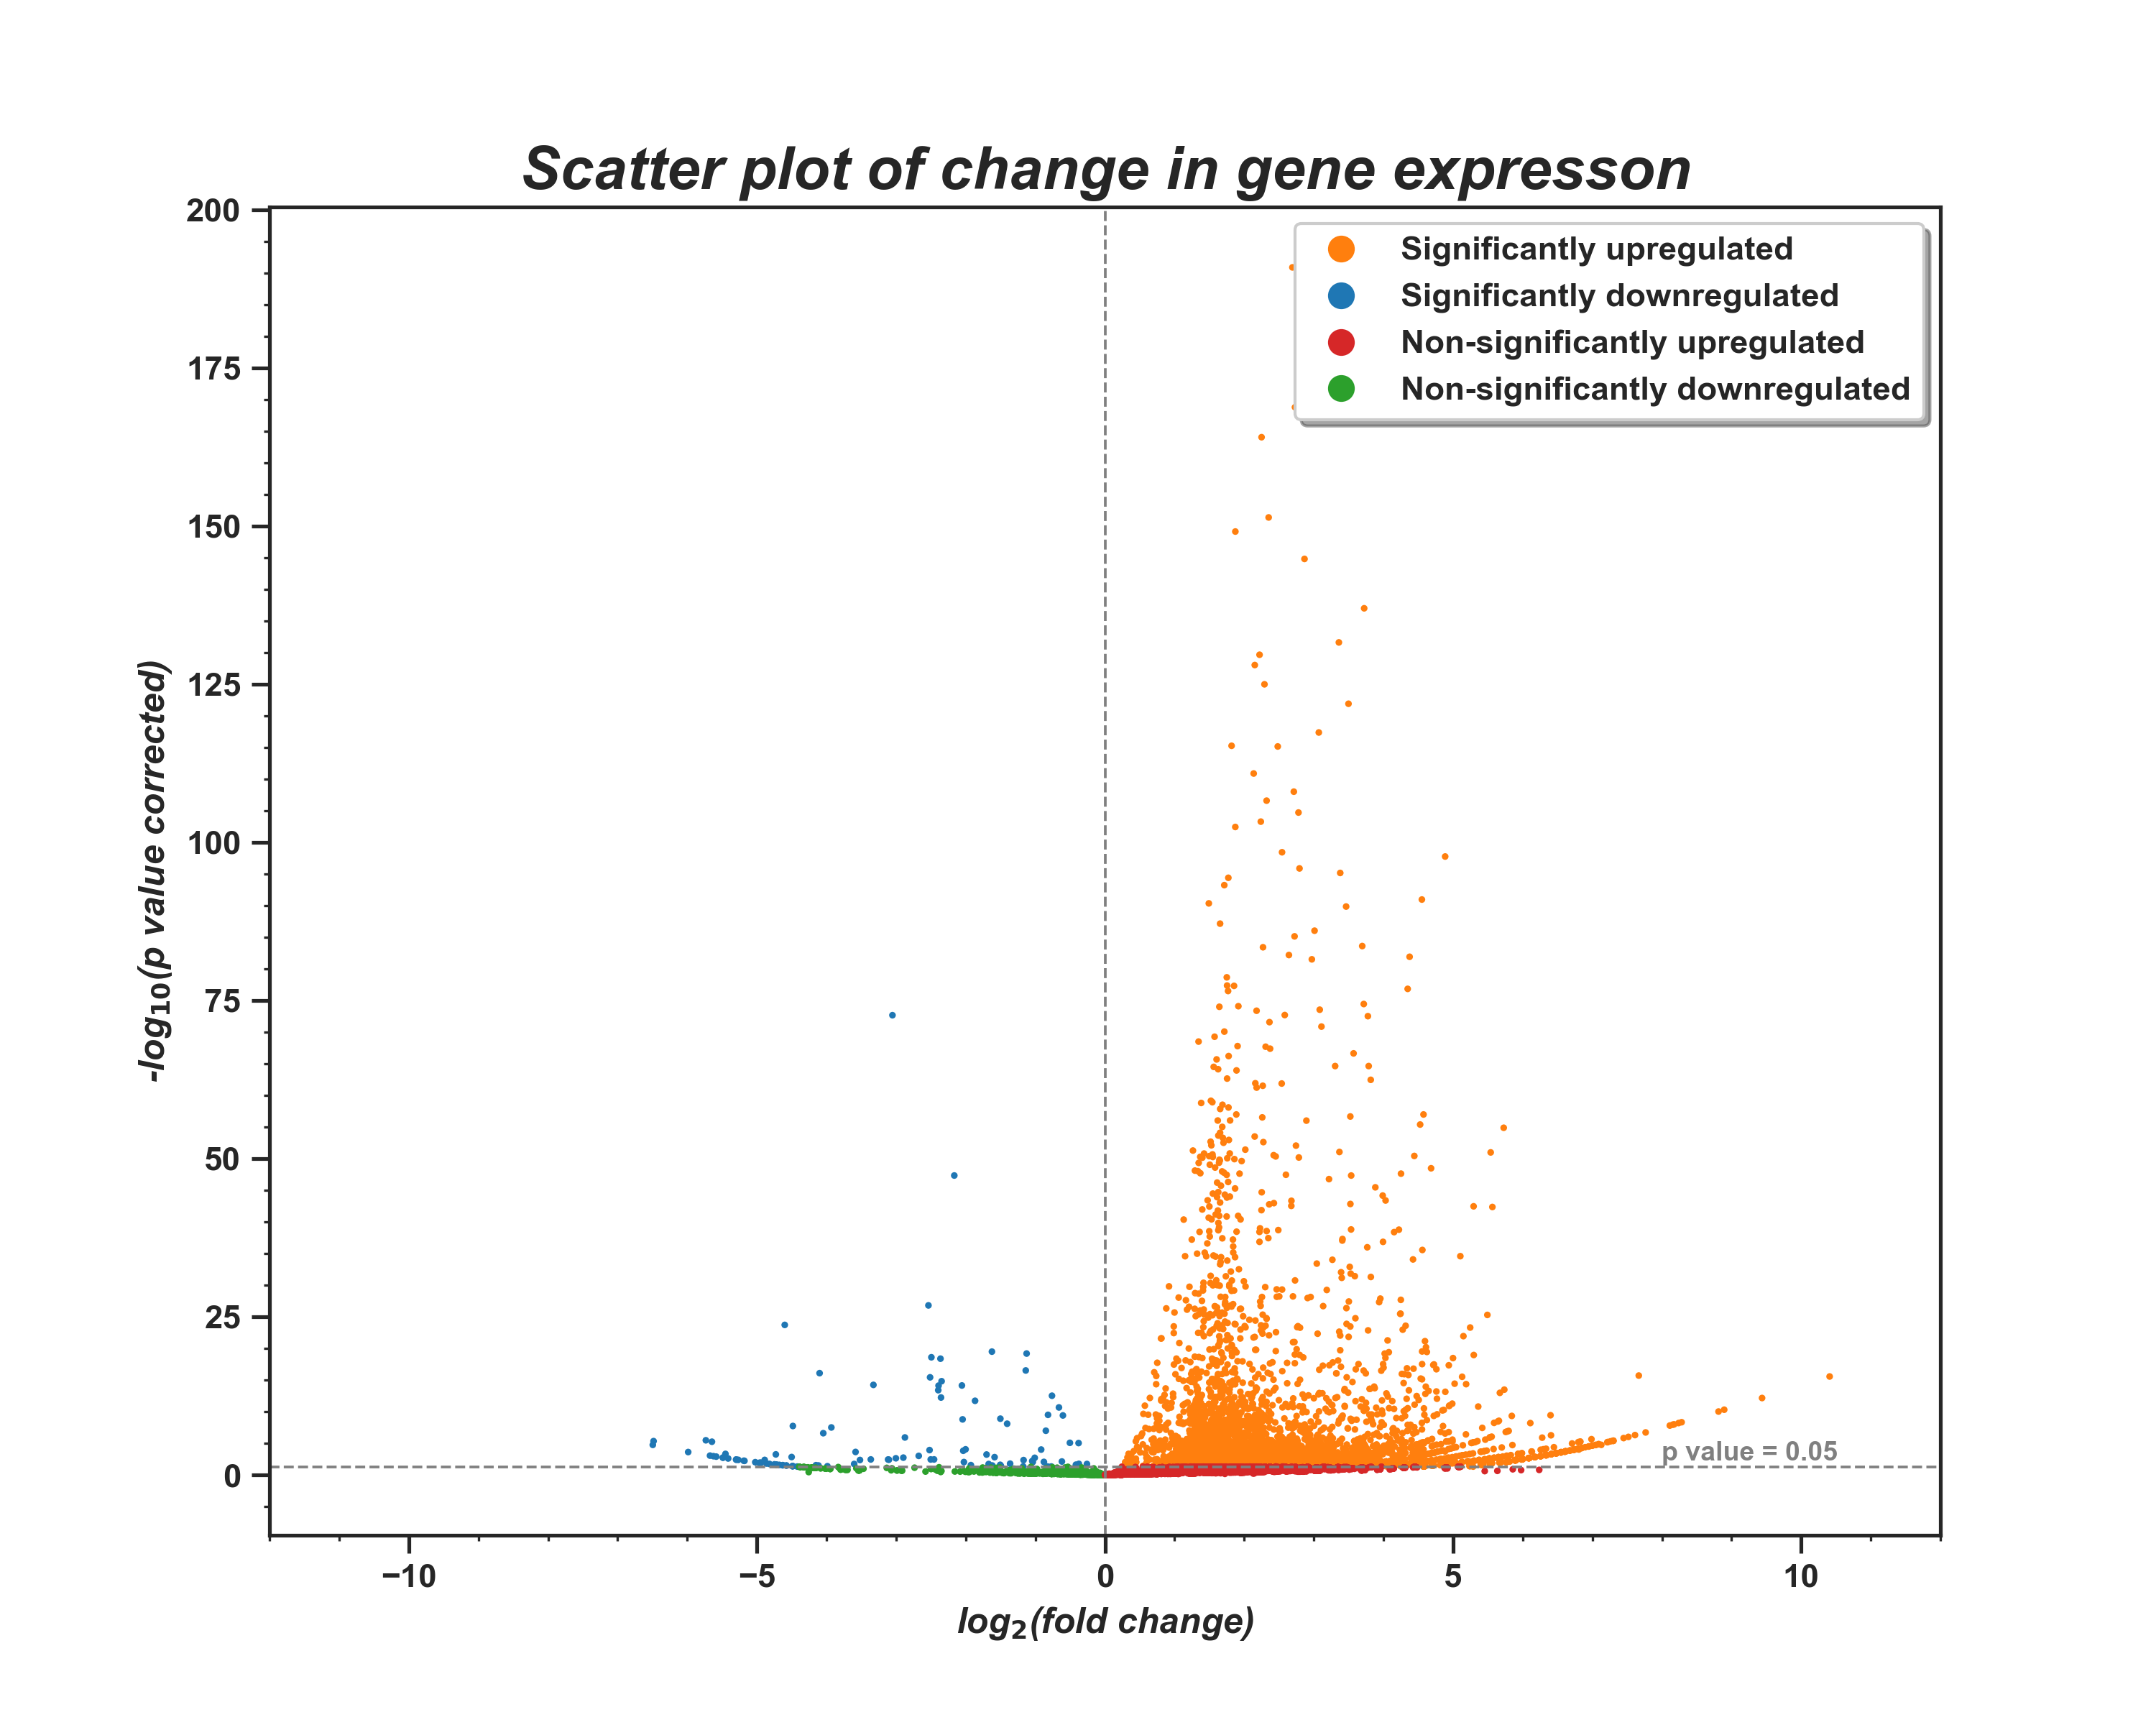 Scatter plot of change in gene expresson
200
175
150
125
100
75
50
25
0
-log10(p value corrected)
Significantly upregulated
Significantly downregulated
Non-significantly upregulated
Non-significantly downregulated
p value = 0.05
−10 −5 0 5 10
log2(fold change)